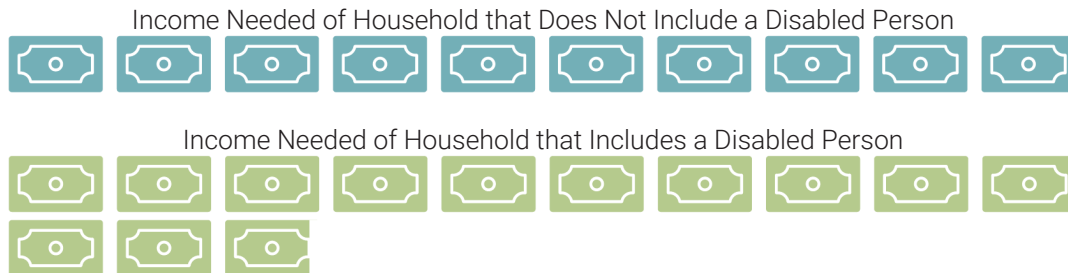 Income Needed of Household that Does Not Include a Disabled Person
Income Needed of Household that Includes a Disabled Person